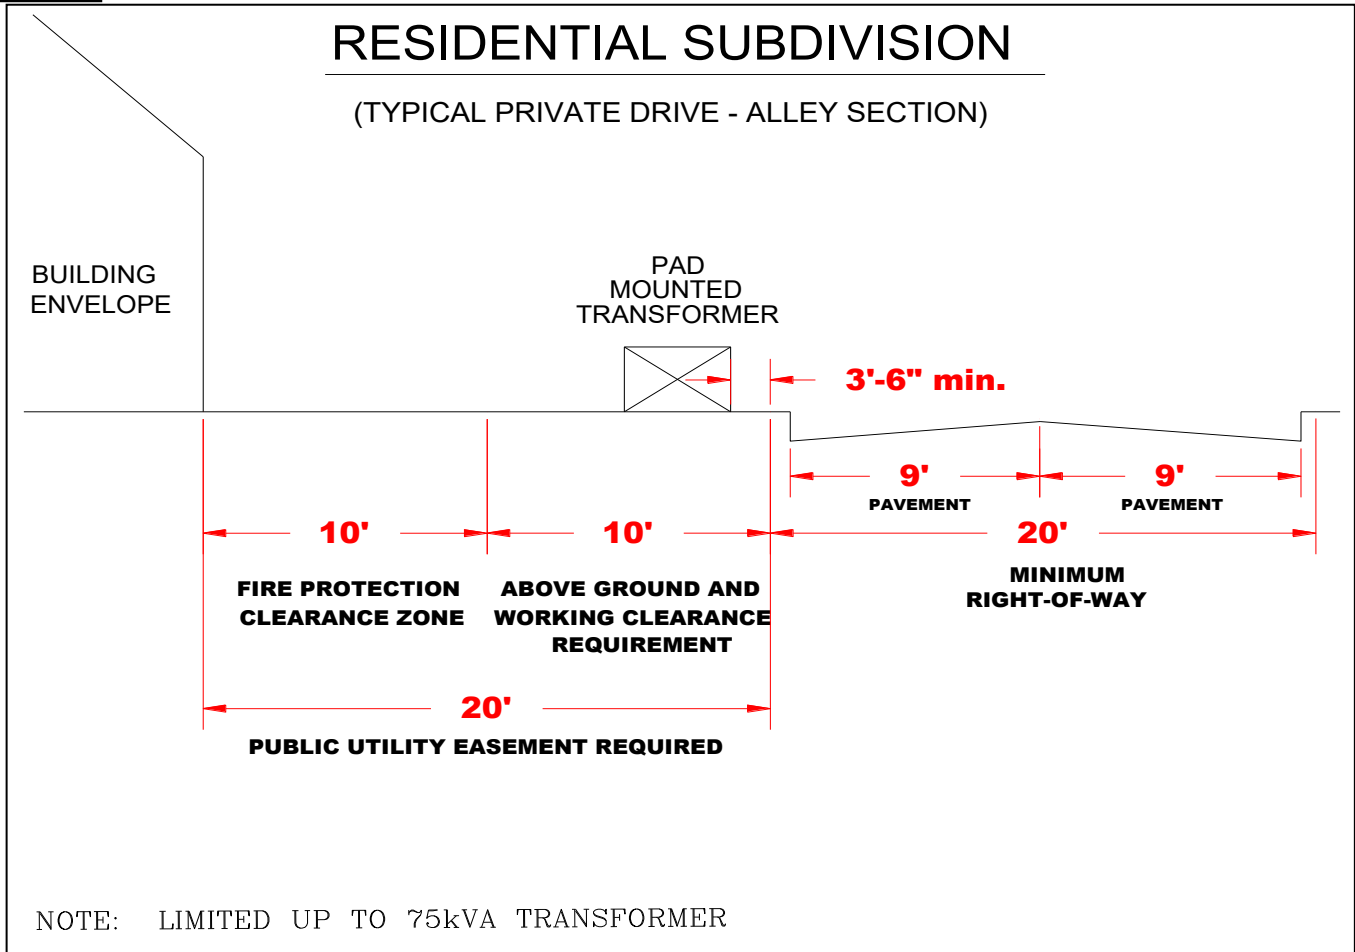 RESIDENTIAL SUBDIVISION
(TYPICAL PRIVATE DRIVE - ALLEY SECTION)
BUILDING
ENVELOPE
PAD
MOUNTED
TRANSFORMER
3'-6" min.
9'
PAVEMENT
9'
PAVEMENT
10'
FIRE PROTECTION
CLEARANCE ZONE
10'
ABOVE GROUND AND
WORKING CLEARANCE
REQUIREMENT
20'
MINIMUM
RIGHT-OF-WAY
20'
PUBLIC UTILITY EASEMENT REQUIRED
NOTE: LIMITED UP TO 75kVA TRANSFORMER